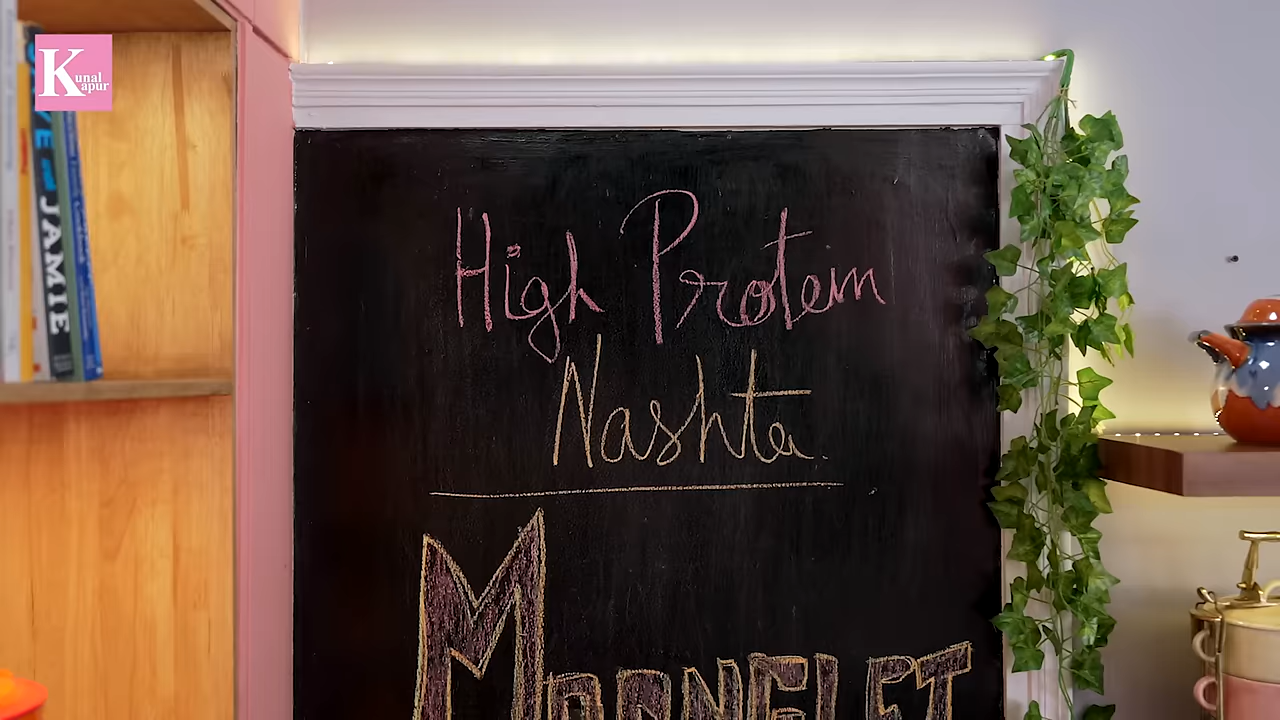 Kunal Kapur
JAMIE
High Protein
Nashta
MOONGLET